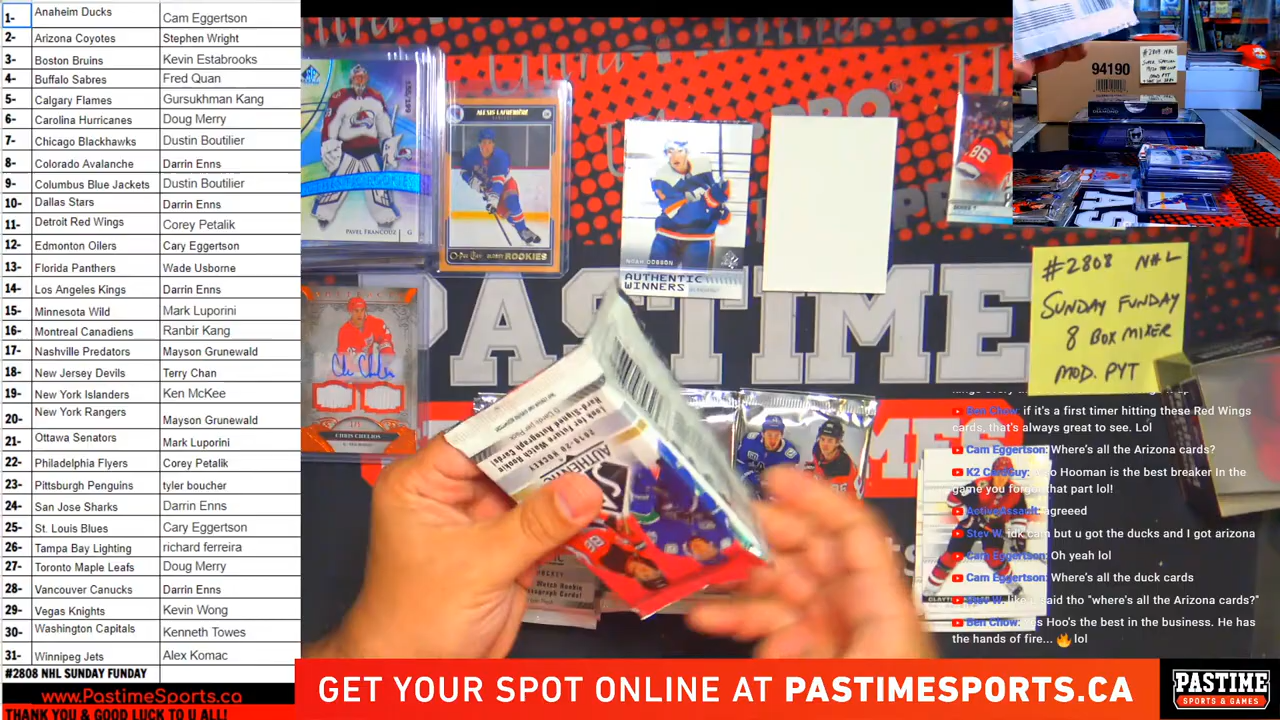 1- Anaheim Ducks Cam Eggertson
2- Arizona Coyotes Stephen Wright
3- Boston Bruins Kevin Estabrooks
4- Buffalo Sabres Fred Quan
5- Calgary Flames Gursukhman Kang
6- Carolina Hurricanes Doug Merry
7- Chicago Blackhawks Dustin Boutilier
8- Colorado Avalanche Darrin Enns
9- Columbus Blue Jackets Dustin Boutilier
10- Dallas Stars Darrin Enns
11- Detroit Red Wings Corey Petalik
12- Edmonton Oilers Cary Eggertson
13- Florida Panthers Wade Usborne
14- Los Angeles Kings Darrin Enns
15- Minnesota Wild Mark Luporini
16- Montreal Canadiens Ranbir Kang
17- Nashville Predators Mayson Grunewald
18- New Jersey Devils Terry Chan
19- New York Islanders Ken McKee
20- New York Rangers Mayson Grunewald
21- Ottawa Senators Mark Luporini
22- Philadelphia Flyers Corey Petalik
23- Pittsburgh Penguins tyler boucher
24- San Jose Sharks Darrin Enns
25- St. Louis Blues Cary Eggertson
26- Tampa Bay Lighting richard ferreira
27- Toronto Maple Leafs Doug Merry
28- Vancouver Canucks Darrin Enns
29- Vegas Knights Kevin Wong
30- Washington Capitals Kenneth Towes
31- Winnipeg Jets Alex Komac
#2808 NHL SUNDAY FUNDAY
www.PastimeSports.ca
THANK YOU & GOOD LUCK TO U ALL!
PAVEL FRANCOUZ G
ALEXIS LAFRENIÈRE
ROOKIES
NOAH DOBSON
AUTHENTIC
WINNERS
CHRIS CHELIOS
PASTIME
94190
#2808 NHL
SUNDAY FUNDAY
8 BOX MIXER
MOD. PYT
Ben Chow: if it's a first timer hitting these Red Wings
cards, that's always great to see. Lol
Cam Eggertson: Where's all the Arizona cards?
Hooman is the best breaker In the
game you forgot that part lol!
ActiveAssault: agreeed
Stev W. idk cam but u got the ducks and I got arizona
Cam Eggertson: Oh yeah lol
Cam Eggertson: Where's all the duck cards
Stev W. like i said tho "where's all the Arizona cards?"
Ben Chow: Yes Hoo's the best in the business. He has
the hands of fire... 🔥 lol
GET YOUR SPOT ONLINE AT PASTIMESPORTS.CA
PASTIME
SPORTS & GAMES